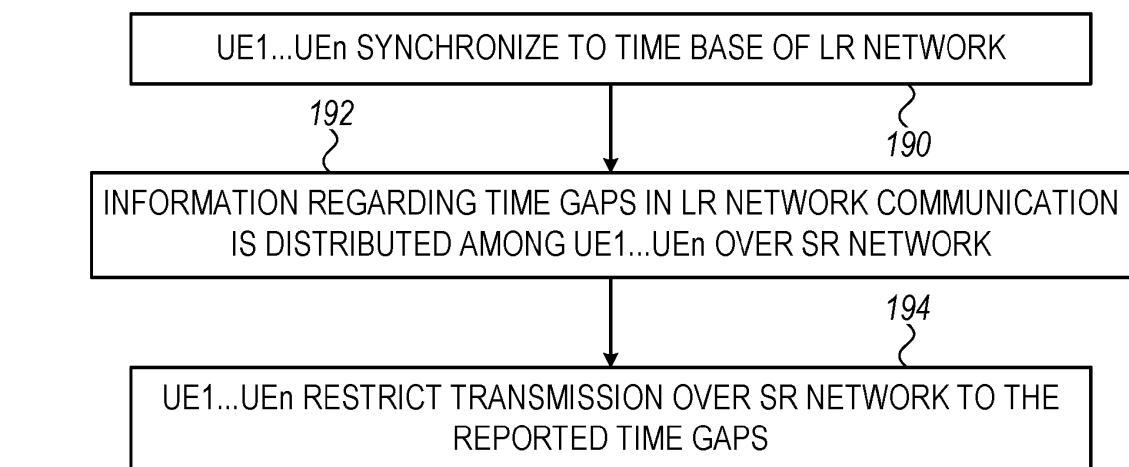 UE1...UEn SYNCHRONIZE TO TIME BASE OF LR NETWORK
190
192
INFORMATION REGARDING TIME GAPS IN LR NETWORK COMMUNICATION
IS DISTRIBUTED AMONG UE1...UEn OVER SR NETWORK
194
UE1...UEn RESTRICT TRANSMISSION OVER SR NETWORK TO THE
REPORTED TIME GAPS